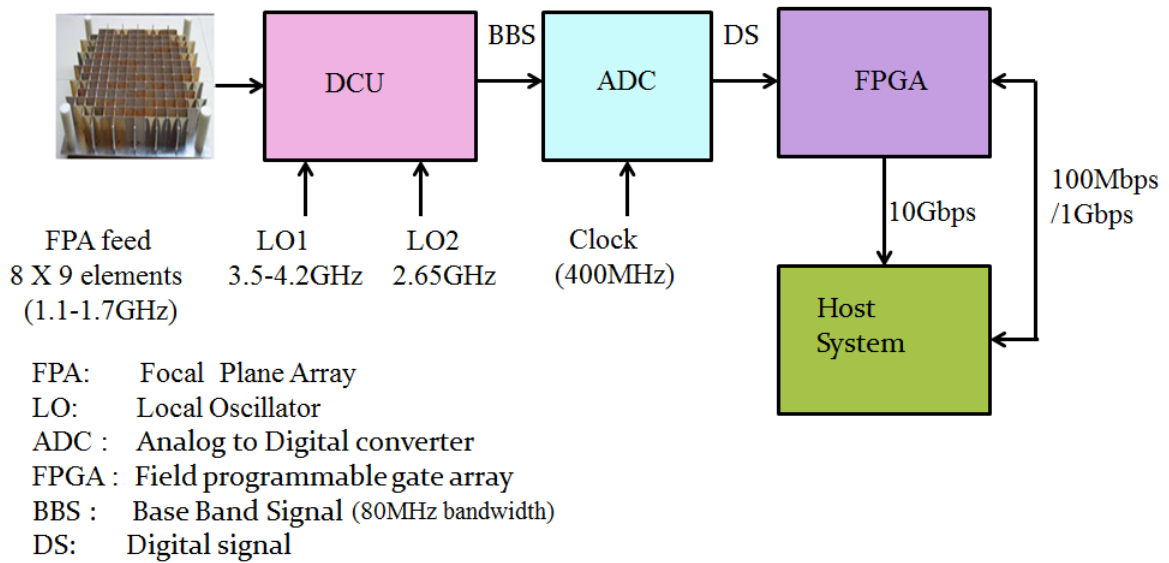 BBS
DS
DCU
ADC
FPGA
100Mbps
/1Gbps
10Gbps
FPA feed
8 X 9 elements
(1.1-1.7GHz)
LO1
3.5-4.2GHz
LO2
2.65GHz
Clock
(400MHz)
Host
System
FPA: Focal Plane Array
LO: Local Oscillator
ADC : Analog to Digital converter
FPGA : Field programmable gate array
BBS : Base Band Signal (80MHz bandwidth)
DS: Digital signal